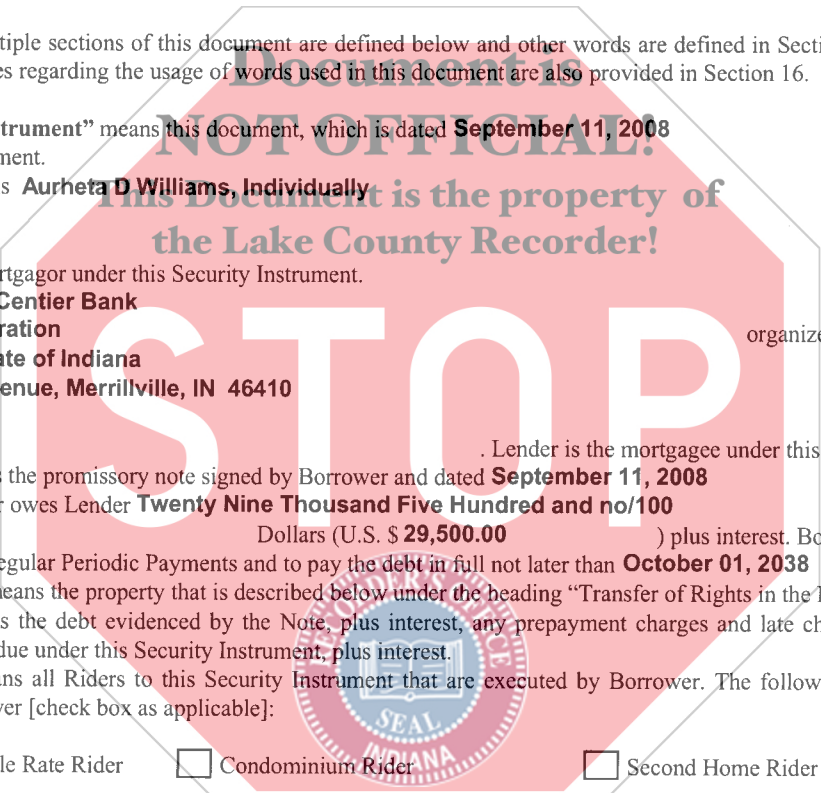 tiple sections of this document are defined below and other words are defined in Secti
es regarding the usage of words used in this document are also provided in Section 16.
Document is
trument” means this document, which is dated September 11, 2008
NOT OFFICIAL!
ment.
s Aurheta D Williams, Individually
This Document is the property of
the Lake County Recorder!
rtgagor under this Security Instrument.
Centier Bank
ration
organize
ate of Indiana
enue, Merrillville, IN 46410
STOP
. Lender is the mortgagee under this
s the promissory note signed by Borrower and dated September 11, 2008
r owes Lender Twenty Nine Thousand Five Hundred and no/100
Dollars (U.S. $ 29,500.00 ) plus interest. Bo
egular Periodic Payments and to pay the debt in full not later than October 01, 2038
means the property that is described below under the heading “Transfer of Rights in the
s the debt evidenced by the Note, plus interest, any prepayment charges and late ch
due under this Security Instrument, plus interest.
ns all Riders to this Security Instrument that are executed by Borrower. The follow
ver [check box as applicable]:
RECORDER'S OFFICE
SEAL
INDIANA
le Rate Rider Condominium Rider Second Home Rider